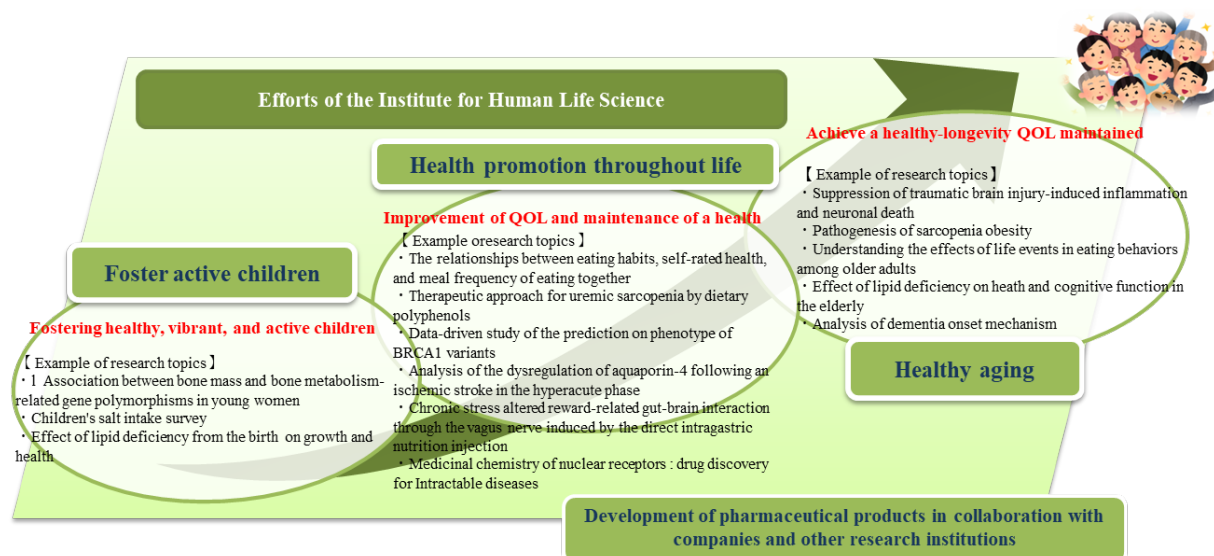 Efforts of the Institute for Human Life Science
Foster active children
Fostering healthy, vibrant, and active children
【 Example of research topics 】
・l Association between bone mass and bone metabolism-
related gene polymorphisms in young women
・Children's salt intake survey
・Effect of lipid deficiency from the birth on growth and
health
Health promotion throughout life
Improvement of QOL and maintenance of a health
【 Example oresearch topics 】
・The relationships between eating habits, self-rated health,
and meal frequency of eating together
・Therapeutic approach for uremic sarcopenia by dietary
polyphenols
・Data-driven study of the prediction on phenotype of
BRCA1 variants
・Analysis of the dysregulation of aquaporin-4 following an
ischemic stroke in the hyperacute phase
・Chronic stress altered reward-related gut-brain interaction
through the vagus nerve induced by the direct intragastric
nutrition injection
・Medicinal chemistry of nuclear receptors : drug discovery
for Intractable diseases
Achieve a healthy-longevity QOL maintained
【 Example of research topics 】
・Suppression of traumatic brain injury-induced inflammation
and neuronal death
・Pathogenesis of sarcopenia obesity
・Understanding the effects of life events in eating behaviors
among older adults
・Effect of lipid deficiency on heath and cognitive function in
the elderly
・Analysis of dementia onset mechanism
Healthy aging
Development of pharmaceutical products in collaboration with
companies and other research institutions